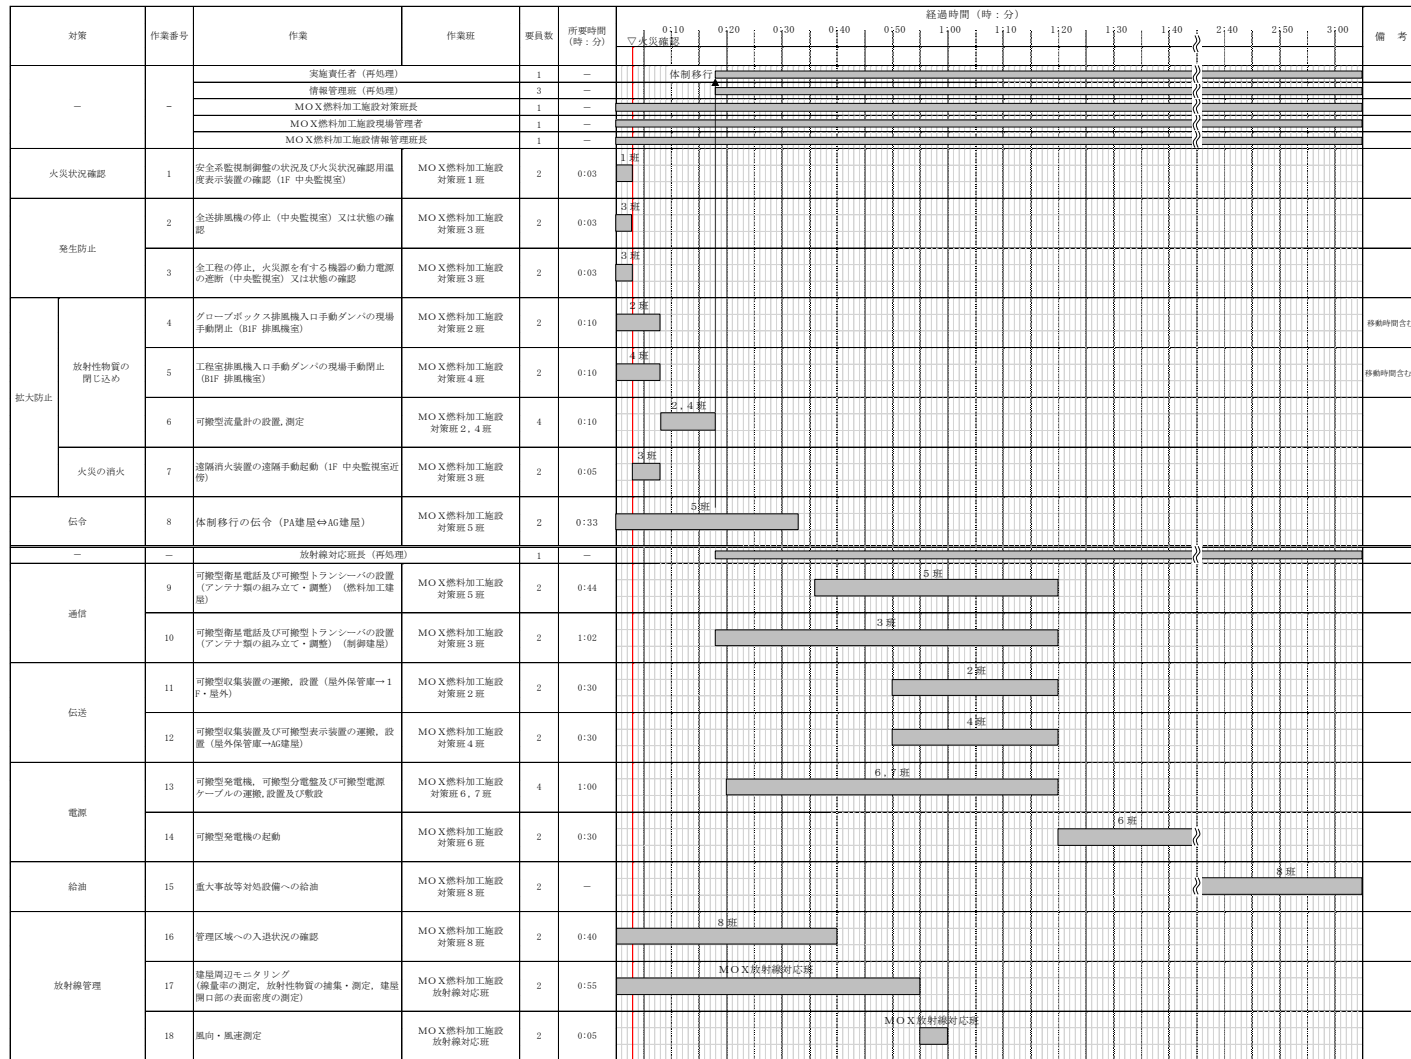 対策
作業番号
作業
作業班
要員数
所要時間
(時：分)
経過時間（時：分）
▽火災確認
0:10
0:20
0:30
0:40
0:50
1:00
1:10
1:20
1:30
1:40
2:40
2:50
3:00
備 考
－
－
実施責任者（再処理）
1
－
体制移行
情報管理班（再処理）
3
－
ＭＯＸ燃料加工施設対策班長
1
－
ＭＯＸ燃料加工施設現場管理者
1
－
ＭＯＸ燃料加工施設情報管理班長
1
－
火災状況確認
1
安全系監視制御盤の状況及び火災状況確認用温
度表示装置の確認（1F 中央監視室）
ＭＯＸ燃料加工施設
対策班１班
2
0:03
１班
発生防止
2
全送排風機の停止（中央監視室）又は状態の確
認
ＭＯＸ燃料加工施設
対策班３班
2
0:03
３班
3
全工程の停止，火災源を有する機器の動力電源
の遮断（中央監視室）又は状態の確認
ＭＯＸ燃料加工施設
対策班３班
2
0:03
３班
拡大防止
放射性物質の
閉じ込め
4
グローブボックス排風機入口手動ダンパの現場
手動閉止（B1F 排風機室）
ＭＯＸ燃料加工施設
対策班２班
2
0:10
２班
移動時間含む
5
工程室排風機入口手動ダンパの現場手動閉止
（B1F 排風機室）
ＭＯＸ燃料加工施設
対策班４班
2
0:10
４班
移動時間含む
6
可搬型流量計の設置,測定
ＭＯＸ燃料加工施設
対策班２，４班
4
0:10
２，４班
火災の消火
7
遠隔消火装置の遠隔手動起動（1F 中央監視室近
傍）
ＭＯＸ燃料加工施設
対策班３班
2
0:05
３班
伝令
8
体制移行の伝令（PA建屋⇔AG建屋）
ＭＯＸ燃料加工施設
対策班５班
2
0:33
５班
－
－
放射線対応班長（再処理）
1
－
通信
9
可搬型衛星電話及び可搬型トランシーバの設置
（アンテナ類の組み立て・調整）（燃料加工建
屋）
ＭＯＸ燃料加工施設
対策班５班
2
0:44
５班
10
可搬型衛星電話及び可搬型トランシーバの設置
（アンテナ類の組み立て・調整）（制御建屋）
ＭＯＸ燃料加工施設
対策班３班
2
1:02
３班
伝送
11
可搬型収集装置の運搬，設置（屋外保管庫→１
Ｆ・屋外）
ＭＯＸ燃料加工施設
対策班２班
2
0:30
２班
12
可搬型収集装置及び可搬型表示装置の運搬，設
置（屋外保管庫→AG建屋）
ＭＯＸ燃料加工施設
対策班４班
2
0:30
４班
電源
13
可搬型発電機，可搬型分電盤及び可搬型電源
ケーブルの運搬,設置及び敷設
ＭＯＸ燃料加工施設
対策班６，７班
4
1:00
６，７班
14
可搬型発電機の起動
ＭＯＸ燃料加工施設
対策班６班
2
0:30
６班
給油
15
重大事故等対処設備への給油
ＭＯＸ燃料加工施設
対策班８班
2
－
８班
放射線管理
16
管理区域への入退状況の確認
ＭＯＸ燃料加工施設
対策班８班
2
0:40
８班
17
建屋周辺モニタリング
(線量率の測定，放射性物質の捕集・測定，建屋
開口部の表面密度の測定）
ＭＯＸ燃料加工施設
放射線対応班
2
0:55
ＭＯＸ放射線対応班
18
風向・風速測定
ＭＯＸ燃料加工施設
放射線対応班
2
0:05
ＭＯＸ放射線対応班